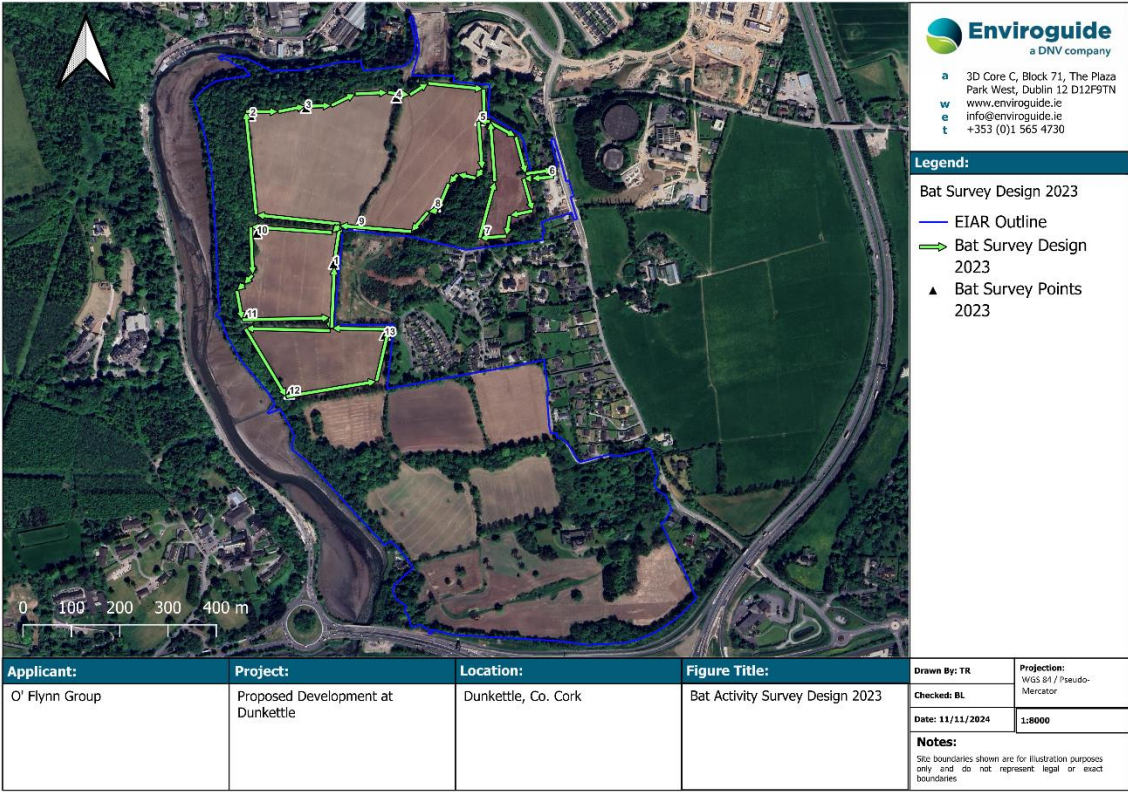 2
3
4
5
6
7
8
9
10
1
11
12
13
0 100 200 300 400 m
Enviroguide
a DNV company
a 3D Core C, Block 71, The Plaza
Park West, Dublin 12 D12F9TN
w www.enviroguide.ie
e info@enviroguide.ie
t +353 (0)1 565 4730
Legend:
Bat Survey Design 2023
EIAR Outline
Bat Survey Design
2023
Bat Survey Points
2023
Applicant:
O' Flynn Group
Project:
Proposed Development at
Dunkettle
Location:
Dunkettle, Co. Cork
Figure Title:
Bat Activity Survey Design 2023
Drawn By: TR
Checked: BL
Date: 11/11/2024
Projection:
WGS 84 / Pseudo-
Mercator
1:8000
Notes:
Site boundaries shown are for illustration purposes
only and do not represent legal or exact
boundaries